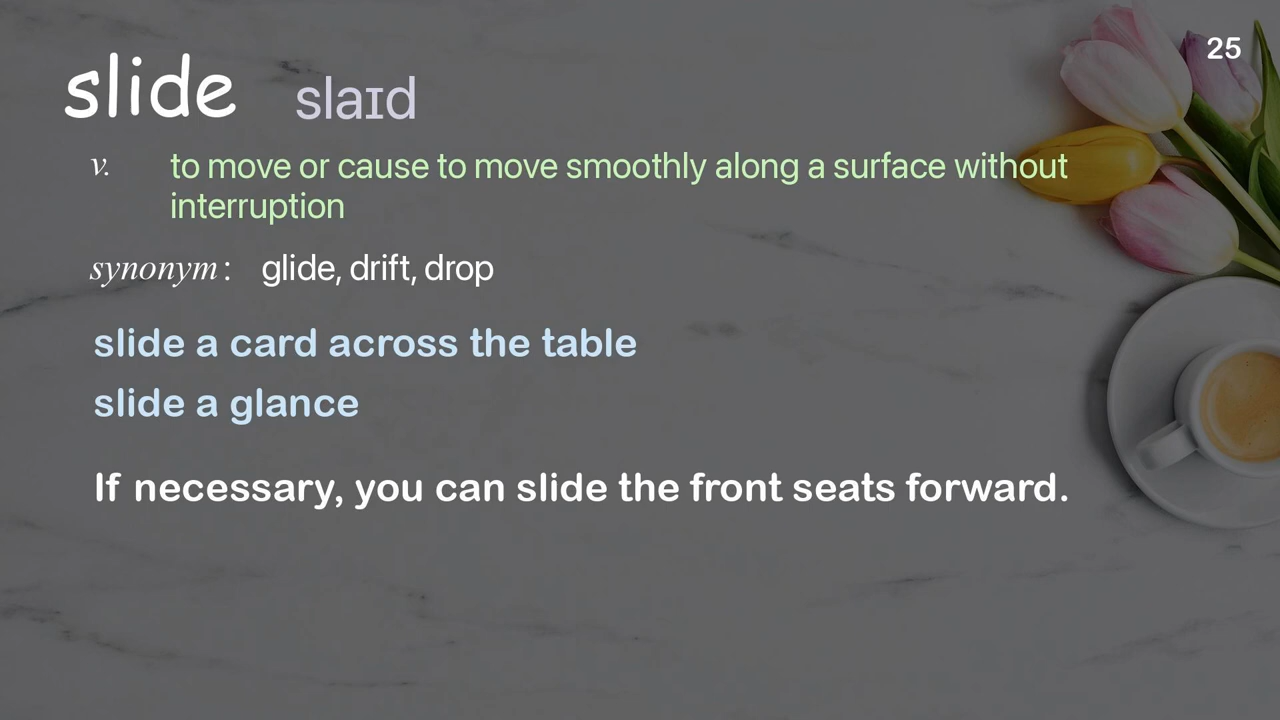 25
slide slaɪd
v. to move or cause to move smoothly along a surface without
interruption
synonym: glide, drift, drop
slide a card across the table
slide a glance
If necessary, you can slide the front seats forward.